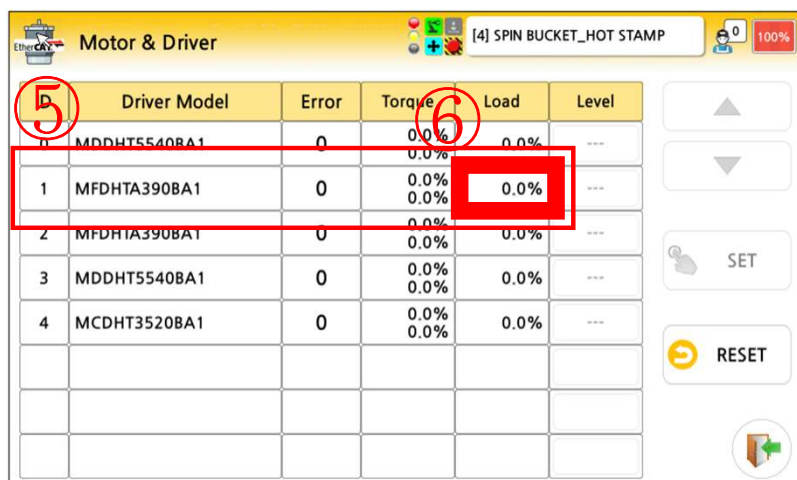 EtherCAT
Motor & Driver
[4] SPIN BUCKET_HOT STAMP
0
100%
⑤
⑥
ID Driver Model Error Torque Load Level
0 MDDHT5540BA1 0 0.0% 0.0% ---
0.0%
1 MFDHTA390BA1 0 0.0% 0.0% ---
0.0%
2 MFDHTA390BA1 0 0.0% 0.0% ---
0.0%
3 MDDHT5540BA1 0 0.0% 0.0% ---
0.0%
4 MCDHT3520BA1 0 0.0% 0.0% ---
0.0%
SET
RESET